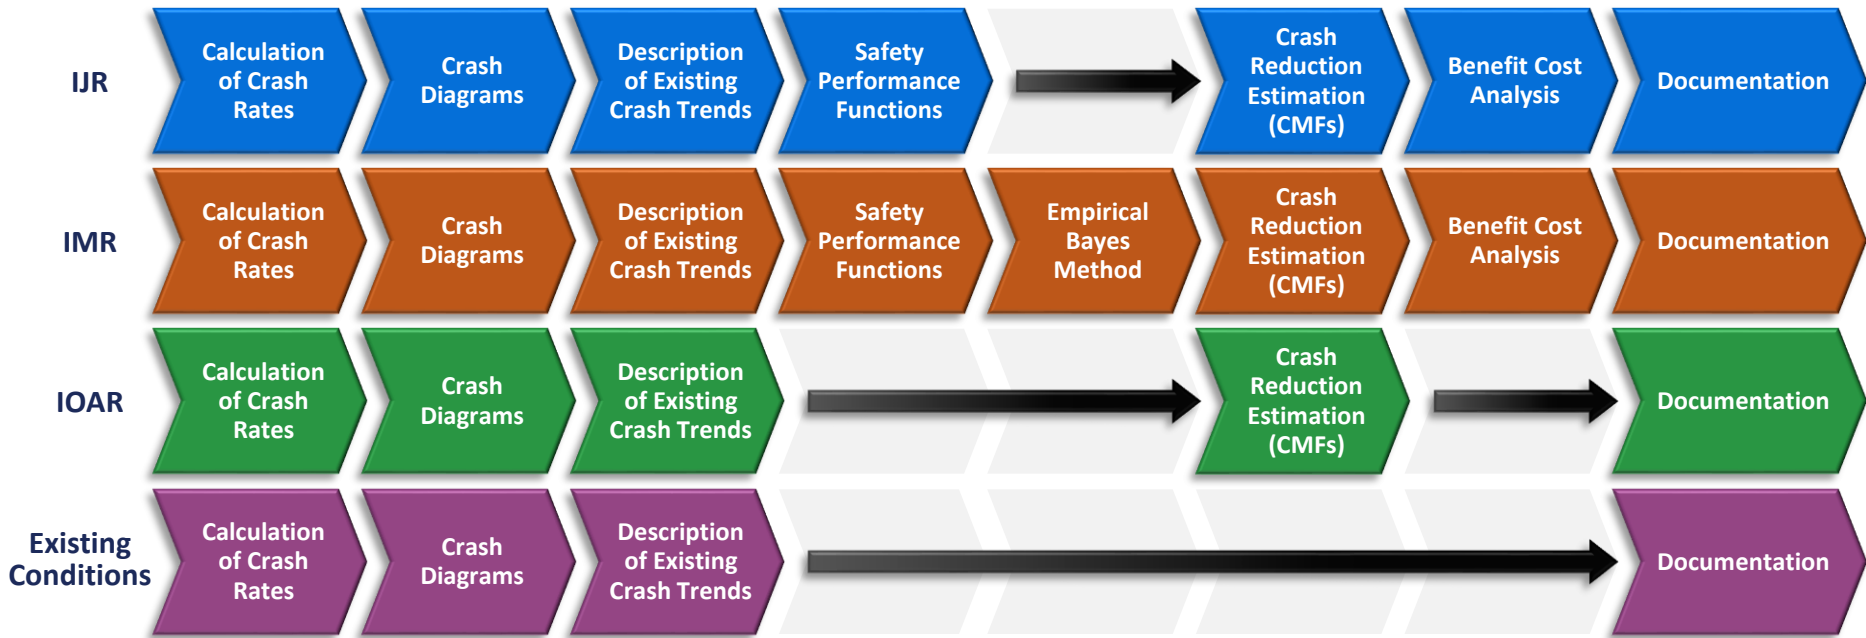 IJR
Calculation
of Crash
Rates
Crash
Diagrams
Description
of Existing
Crash Trends
Safety
Performance
Functions
Crash
Reduction
Estimation
(CMFs)
Benefit Cost
Analysis
Documentation
IMR
Calculation
of Crash
Rates
Crash
Diagrams
Description
of Existing
Crash Trends
Safety
Performance
Functions
Empirical
Bayes
Method
Crash
Reduction
Estimation
(CMFs)
Benefit Cost
Analysis
Documentation
IOAR
Calculation
of Crash
Rates
Crash
Diagrams
Description
of Existing
Crash Trends
Crash
Reduction
Estimation
(CMFs)
Documentation
Existing
Conditions
Calculation
of Crash
Rates
Crash
Diagrams
Description
of Existing
Crash Trends
Documentation